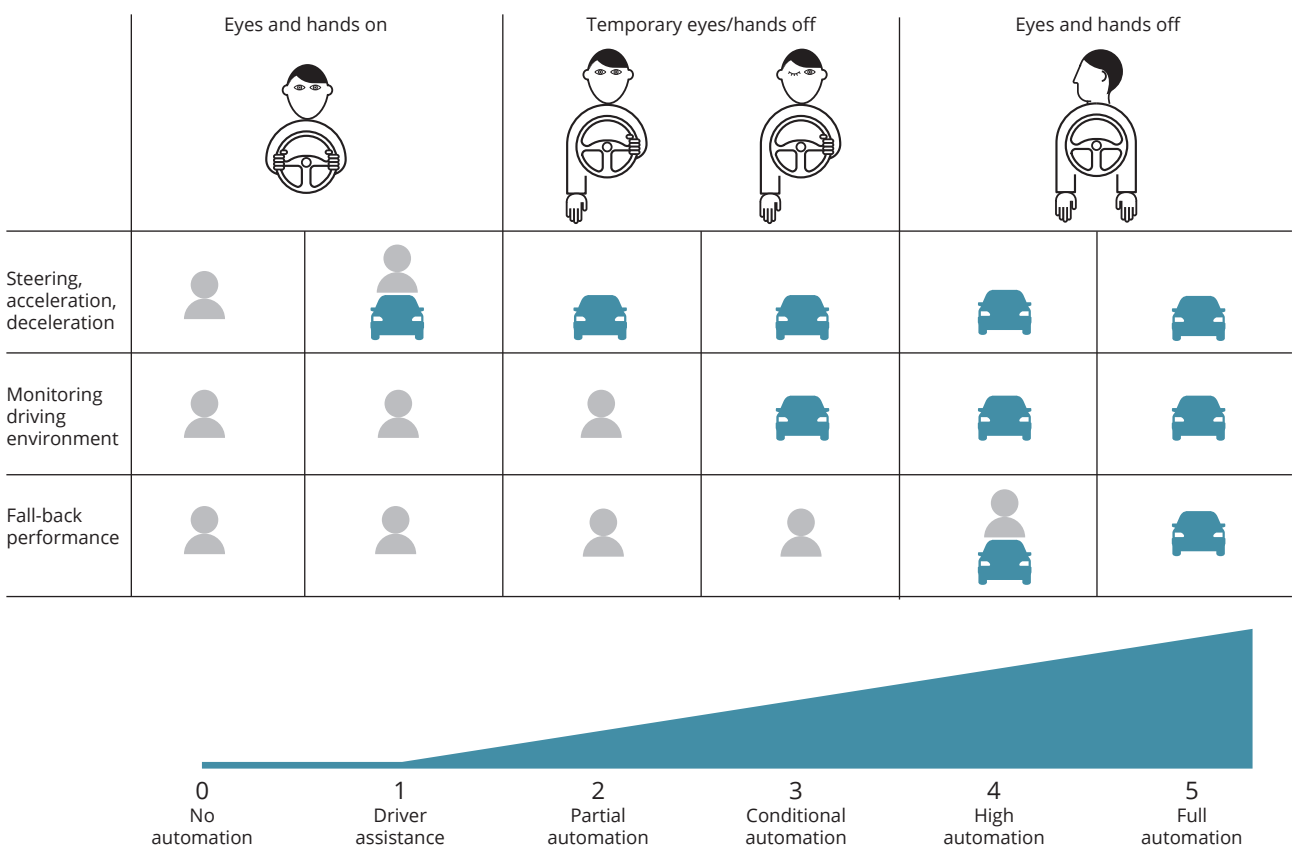 Eyes and hands on
Temporary eyes/hands off
Eyes and hands off
Steering,
acceleration,
deceleration
Monitoring
driving
environment
Fall-back
performance
0
No
automation
1
Driver
assistance
2
Partial
automation
3
Conditional
automation
4
High
automation
5
Full
automation